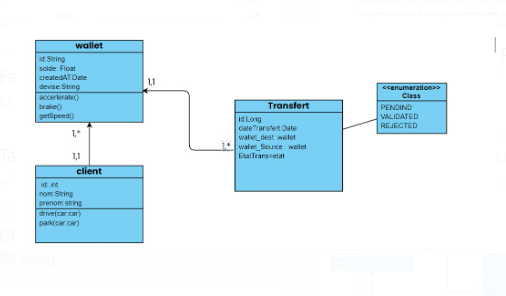 wallet
id:String
solde: Float
createdAT:Date
devise:String
accerlerate()
brake()
getSpeed()
1,1
1,*
1,1
client
id: int
nom:String
prenom:string
drive(car:car)
park(car:car)
Transfert
id:Long
dateTransfert:Date
wallet_dest :wallet
wallet_Source : wallet
EtatTrans=etat
1,*
<<enumeration>>
Class
PENDIND
VALIDATED
REJECTED